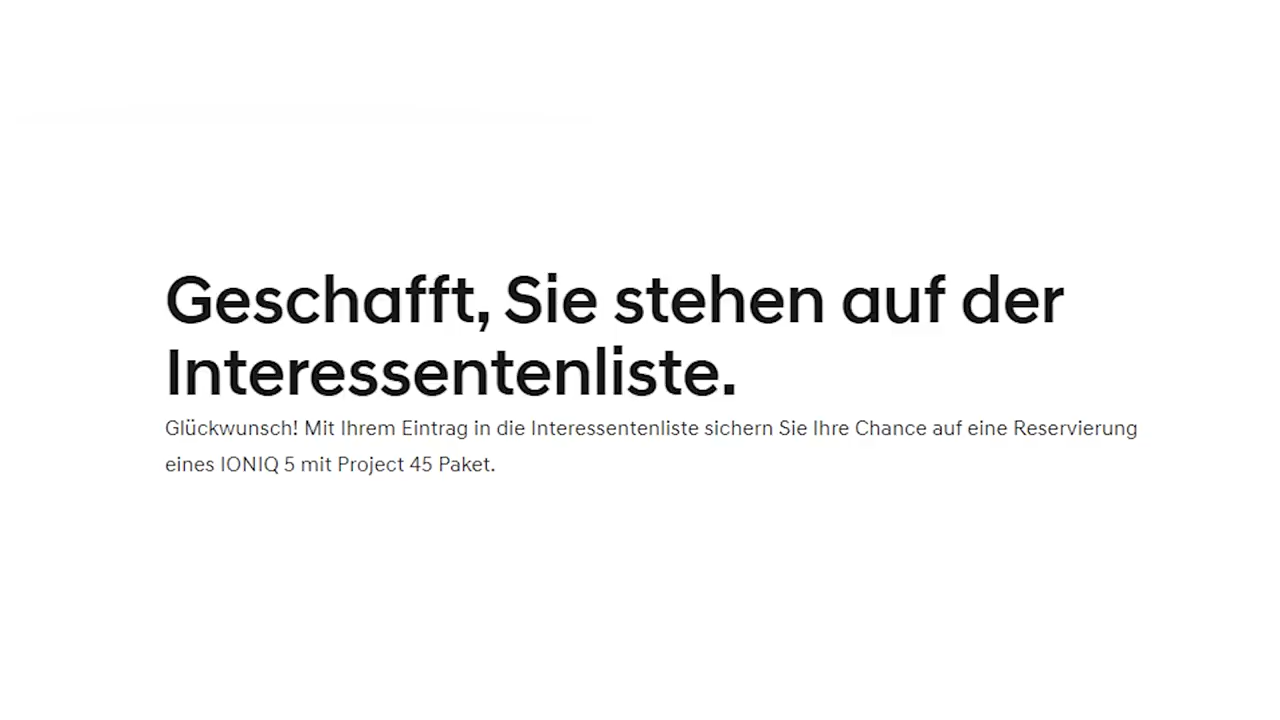 Geschafft, Sie stehen auf der
Interessentenliste.
Glückwunsch! Mit Ihrem Eintrag in die Interessentenliste sichern Sie Ihre Chance auf eine Reservierung
eines IONIQ 5 mit Project 45 Paket.